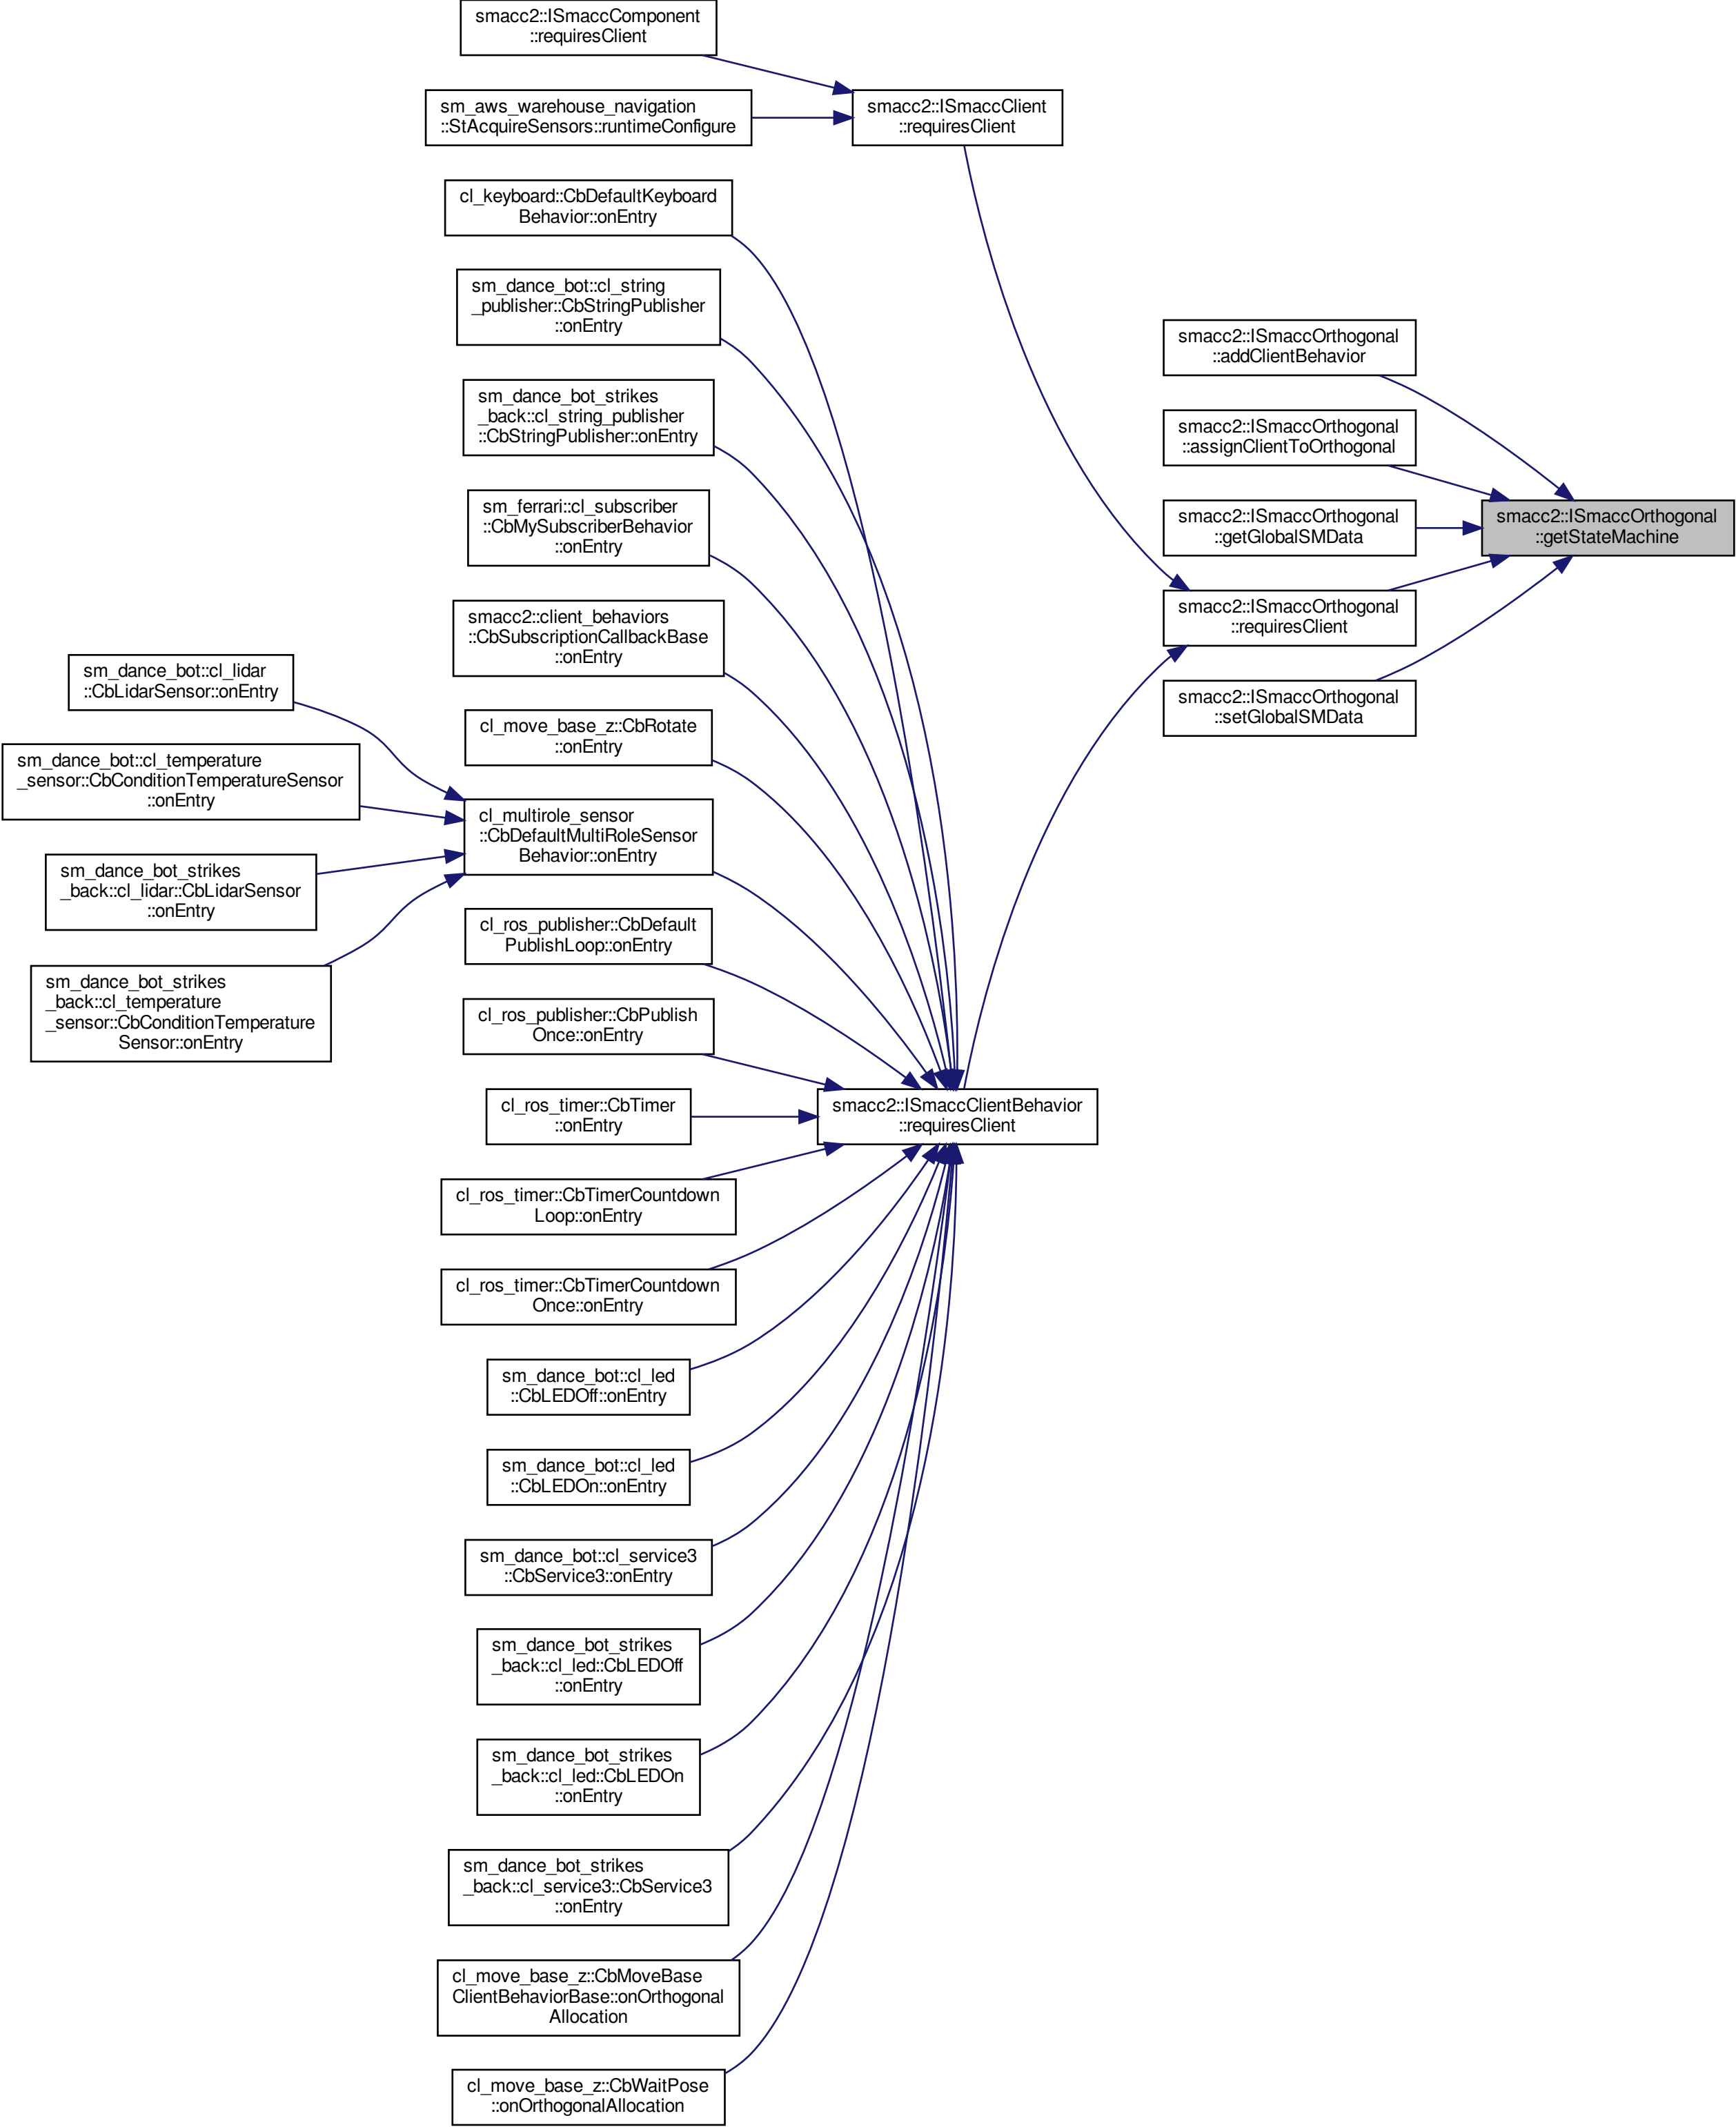 smacc2::ISmaccComponent
::requiresClient
sm_aws_warehouse_navigation
::StAcquireSensors::runtimeConfigure
smacc2::ISmaccClient
::requiresClient
cl_keyboard::CbDefaultKeyboard
Behavior::onEntry
sm_dance_bot::cl_string
_publisher::CbStringPublisher
::onEntry
sm_dance_bot_strikes
_back::cl_string_publisher
::CbStringPublisher::onEntry
sm_ferrari::cl_subscriber
::CbMySubscriberBehavior
::onEntry
smacc2::client_behaviors
::CbSubscriptionCallbackBase
::onEntry
cl_move_base_z::CbRotate
::onEntry
cl_multirole_sensor
::CbDefaultMultiRoleSensor
Behavior::onEntry
sm_dance_bot::cl_lidar
::CbLidarSensor::onEntry
sm_dance_bot::cl_temperature
_sensor::CbConditionTemperatureSensor
::onEntry
sm_dance_bot_strikes
_back::cl_lidar::CbLidarSensor
::onEntry
sm_dance_bot_strikes
_back::cl_temperature
_sensor::CbConditionTemperature
Sensor::onEntry
cl_ros_publisher::CbDefault
PublishLoop::onEntry
cl_ros_publisher::CbPublish
Once::onEntry
cl_ros_timer::CbTimer
::onEntry
cl_ros_timer::CbTimerCountdown
Loop::onEntry
cl_ros_timer::CbTimerCountdown
Once::onEntry
sm_dance_bot::cl_led
::CbLEDOff::onEntry
sm_dance_bot::cl_led
::CbLEDOn::onEntry
sm_dance_bot::cl_service3
::CbService3::onEntry
sm_dance_bot_strikes
_back::cl_led::CbLEDOff
::onEntry
sm_dance_bot_strikes
_back::cl_led::CbLEDOn
::onEntry
sm_dance_bot_strikes
_back::cl_service3::CbService3
::onEntry
cl_move_base_z::CbMoveBase
ClientBehaviorBase::onOrthogonal
Allocation
cl_move_base_z::CbWaitPose
::onOrthogonalAllocation
smacc2::ISmaccClientBehavior
::requiresClient
smacc2::ISmaccOrthogonal
::addClientBehavior
smacc2::ISmaccOrthogonal
::assignClientToOrthogonal
smacc2::ISmaccOrthogonal
::getGlobalSMData
smacc2::ISmaccOrthogonal
::requiresClient
smacc2::ISmaccOrthogonal
::setGlobalSMData
smacc2::ISmaccOrthogonal
::getStateMachine